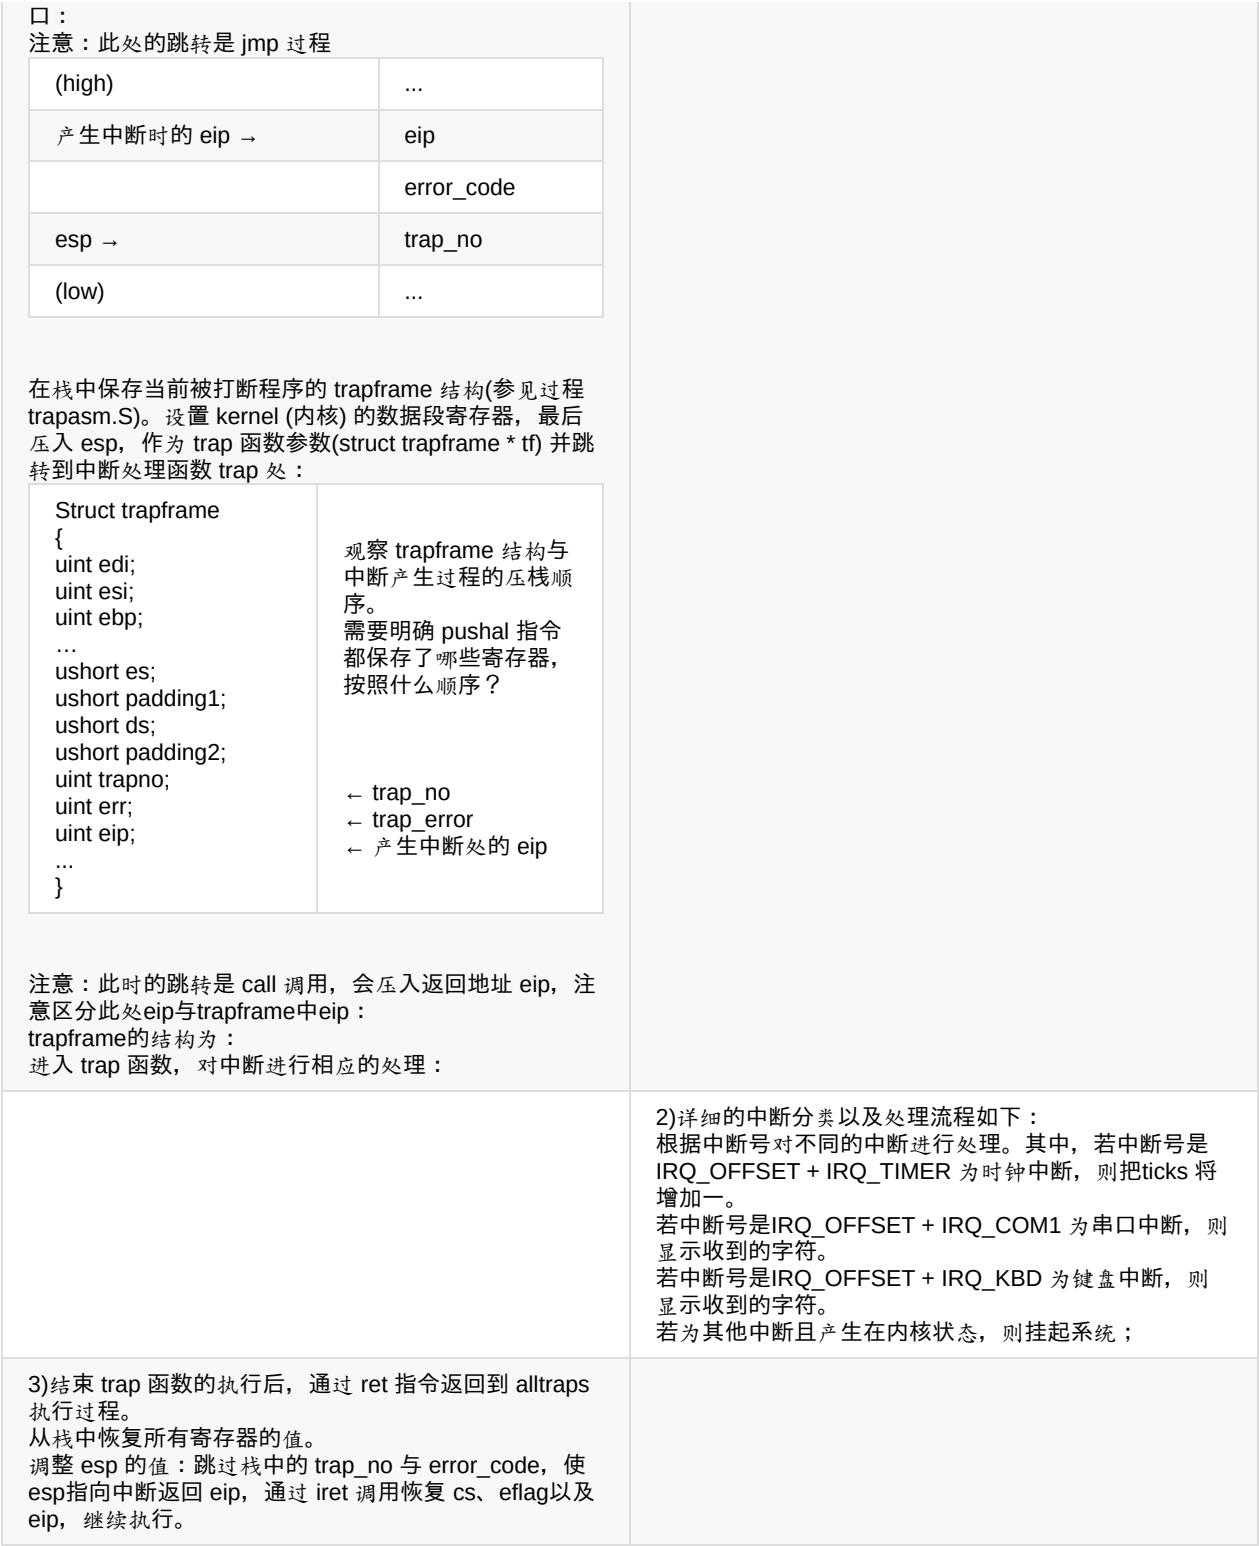 口：
注意：此处的跳转是 jmp 过程
(high) ...
产生中断时的 eip → eip
error_code
esp → trap_no
(low) ...
在栈中保存当前被打断程序的 trapframe 结构(参见过程
trapasm.S)。设置 kernel (内核) 的数据段寄存器，最后
压入 esp，作为 trap 函数参数(struct trapframe * tf) 并跳
转到中断处理函数 trap 处：
Struct trapframe
{
uint edi;
uint esi;
uint ebp;
…
ushort es;
ushort padding1;
ushort ds;
ushort padding2;
uint trapno;
uint err;
uint eip;
...
}
观察 trapframe 结构与
中断产生过程的压栈顺
序。
需要明确 pushal 指令
都保存了哪些寄存器，
按照什么顺序？
← trap_no
← trap_error
← 产生中断处的 eip
注意：此时的跳转是 call 调用，会压入返回地址 eip，注
意区分此处eip与trapframe中eip：
trapframe的结构为：
进入 trap 函数，对中断进行相应的处理：
2)详细的中断分类以及处理流程如下：
根据中断号对不同的中断进行处理。其中，若中断号是
IRQ_OFFSET + IRQ_TIMER 为时钟中断，则把ticks 将
增加一。
若中断号是IRQ_OFFSET + IRQ_COM1 为串口中断，则
显示收到的字符。
若中断号是IRQ_OFFSET + IRQ_KBD 为键盘中断，则
显示收到的字符。
若为其他中断且产生在内核状态，则挂起系统；
3)结束 trap 函数的执行后，通过 ret 指令返回到 alltraps
执行过程。
从栈中恢复所有寄存器的值。
调整 esp 的值：跳过栈中的 trap_no 与 error_code，使
esp指向中断返回 eip，通过 iret 调用恢复 cs、eflag以及
eip，继续执行。